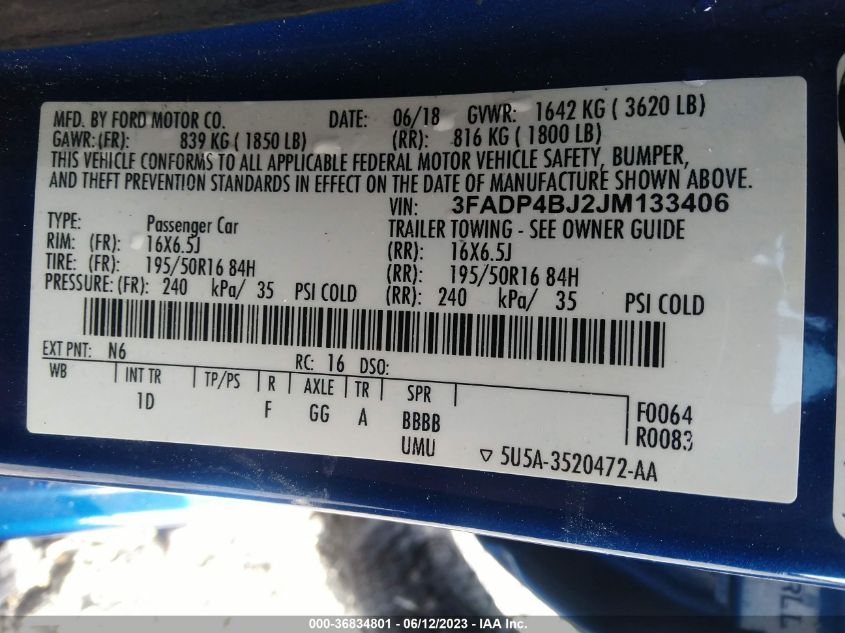 MFD. BY FORD MOTOR CO. DATE: 06/18 GVWR: 1642 KG ( 3620 LB)
GAWR:(FR): 839 KG ( 1850 LB) (RR): 816 KG ( 1800 LB)
THIS VEHICLE CONFORMS TO ALL APPLICABLE FEDERAL MOTOR VEHICLE SAFETY, BUMPER,
AND THEFT PREVENTION STANDARDS IN EFFECT ON THE DATE OF MANUFACTURE SHOWN ABOVE.
VIN: 3FADP4BJ2JM133406
TYPE: Passenger Car TRAILER TOWING - SEE OWNER GUIDE
RIM: (FR): 16X6.5J (RR): 16X6.5J
TIRE: (FR): 195/50R16 84H (RR): 195/50R16 84H
PRESSURE: (FR): 240 kPa/ 35 PSI COLD (RR): 240 kPa/ 35 PSI COLD
EXT PNT: N6 RC: 16 DSO:
WB INT TR TP/PS R AXLE TR SPR
1D F GG A BBBB F0064
UMU R0083
5U5A-3520472-AA
000-36834801 - 06/12/2023 - IAA, Inc.